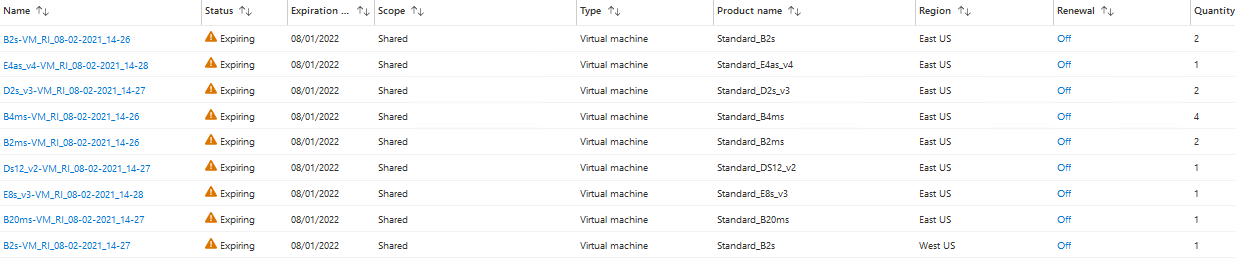 Name ↑↓ Status ↑↓ Expiration ... ↑↓ Scope ↑↓ Type ↑↓ Product name ↑↓ Region ↑↓ Renewal ↑↓ Quantity
B2s-VM_RI_08-02-2021_14-26 Expiring 08/01/2022 Shared Virtual machine Standard_B2s East US Off 2
E4as_v4-VM_RI_08-02-2021_14-28 Expiring 08/01/2022 Shared Virtual machine Standard_E4as_v4 East US Off 1
D2s_v3-VM_RI_08-02-2021_14-27 Expiring 08/01/2022 Shared Virtual machine Standard_D2s_v3 East US Off 2
B4ms-VM_RI_08-02-2021_14-26 Expiring 08/01/2022 Shared Virtual machine Standard_B4ms East US Off 4
B2ms-VM_RI_08-02-2021_14-26 Expiring 08/01/2022 Shared Virtual machine Standard_B2ms East US Off 2
Ds12_v2-VM_RI_08-02-2021_14-27 Expiring 08/01/2022 Shared Virtual machine Standard_DS12_v2 East US Off 1
E8s_v3-VM_RI_08-02-2021_14-28 Expiring 08/01/2022 Shared Virtual machine Standard_E8s_v3 East US Off 1
B20ms-VM_RI_08-02-2021_14-27 Expiring 08/01/2022 Shared Virtual machine Standard_B20ms East US Off 1
B2s-VM_RI_08-02-2021_14-27 Expiring 08/01/2022 Shared Virtual machine Standard_B2s West US Off 1